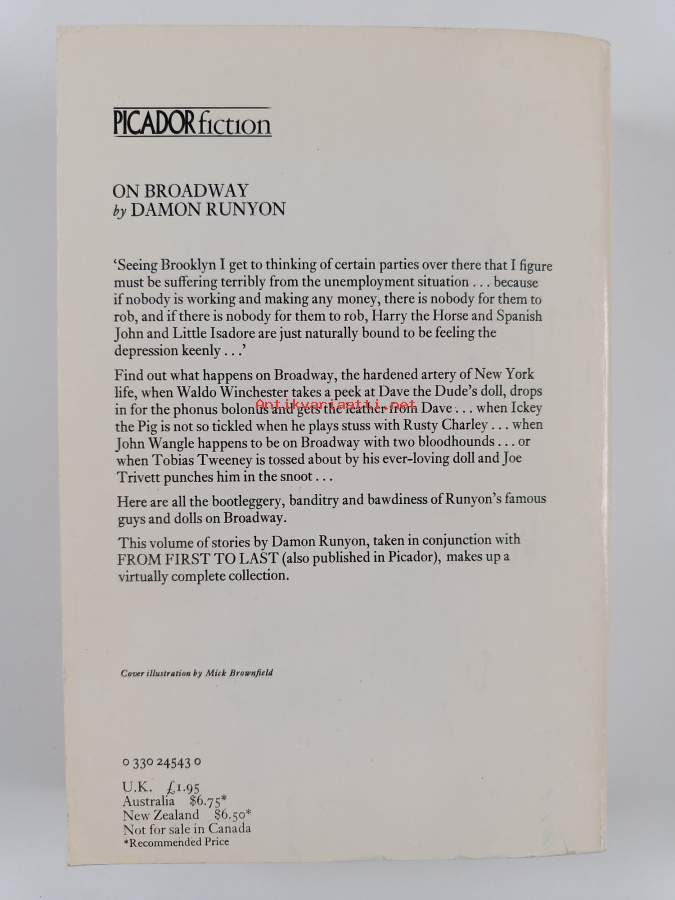 PICADOR fiction
ON BROADWAY
by DAMON RUNYON
‘Seeing Brooklyn I get to thinking of certain parties over there that I figure
must be suffering terribly from the unemployment situation . . . because
if nobody is working and making any money, there is nobody for them to
rob, and if there is nobody for them to rob, Harry the Horse and Spanish
John and Little Isadore are just naturally bound to be feeling the
depression keenly . . .’
Find out what happens on Broadway, the hardened artery of New York
life, when Waldo Winchester takes a peek at Dave the Dude’s doll, drops
in for the phonus bolonus and gets the leather from Dave . . . when Ickey
Antikvariaatti.net
the Pig is not so tickled when he plays stuss with Rusty Charley . . . when
John Wangle happens to be on Broadway with two bloodhounds . . . or
when Tobias Tweeney is tossed about by his ever-loving doll and Joe
Trivett punches him in the snoot . . .
Here are all the bootleggery, banditry and bawdiness of Runyon’s famous
guys and dolls on Broadway.
This volume of stories by Damon Runyon, taken in conjunction with
FROM FIRST TO LAST (also published in Picador), makes up a
virtually complete collection.
Cover illustration by Mick Brownfield
0 330 24543 0
U.K. £1.95
Australia $6.75*
New Zealand $6.50*
Not for sale in Canada
*Recommended Price